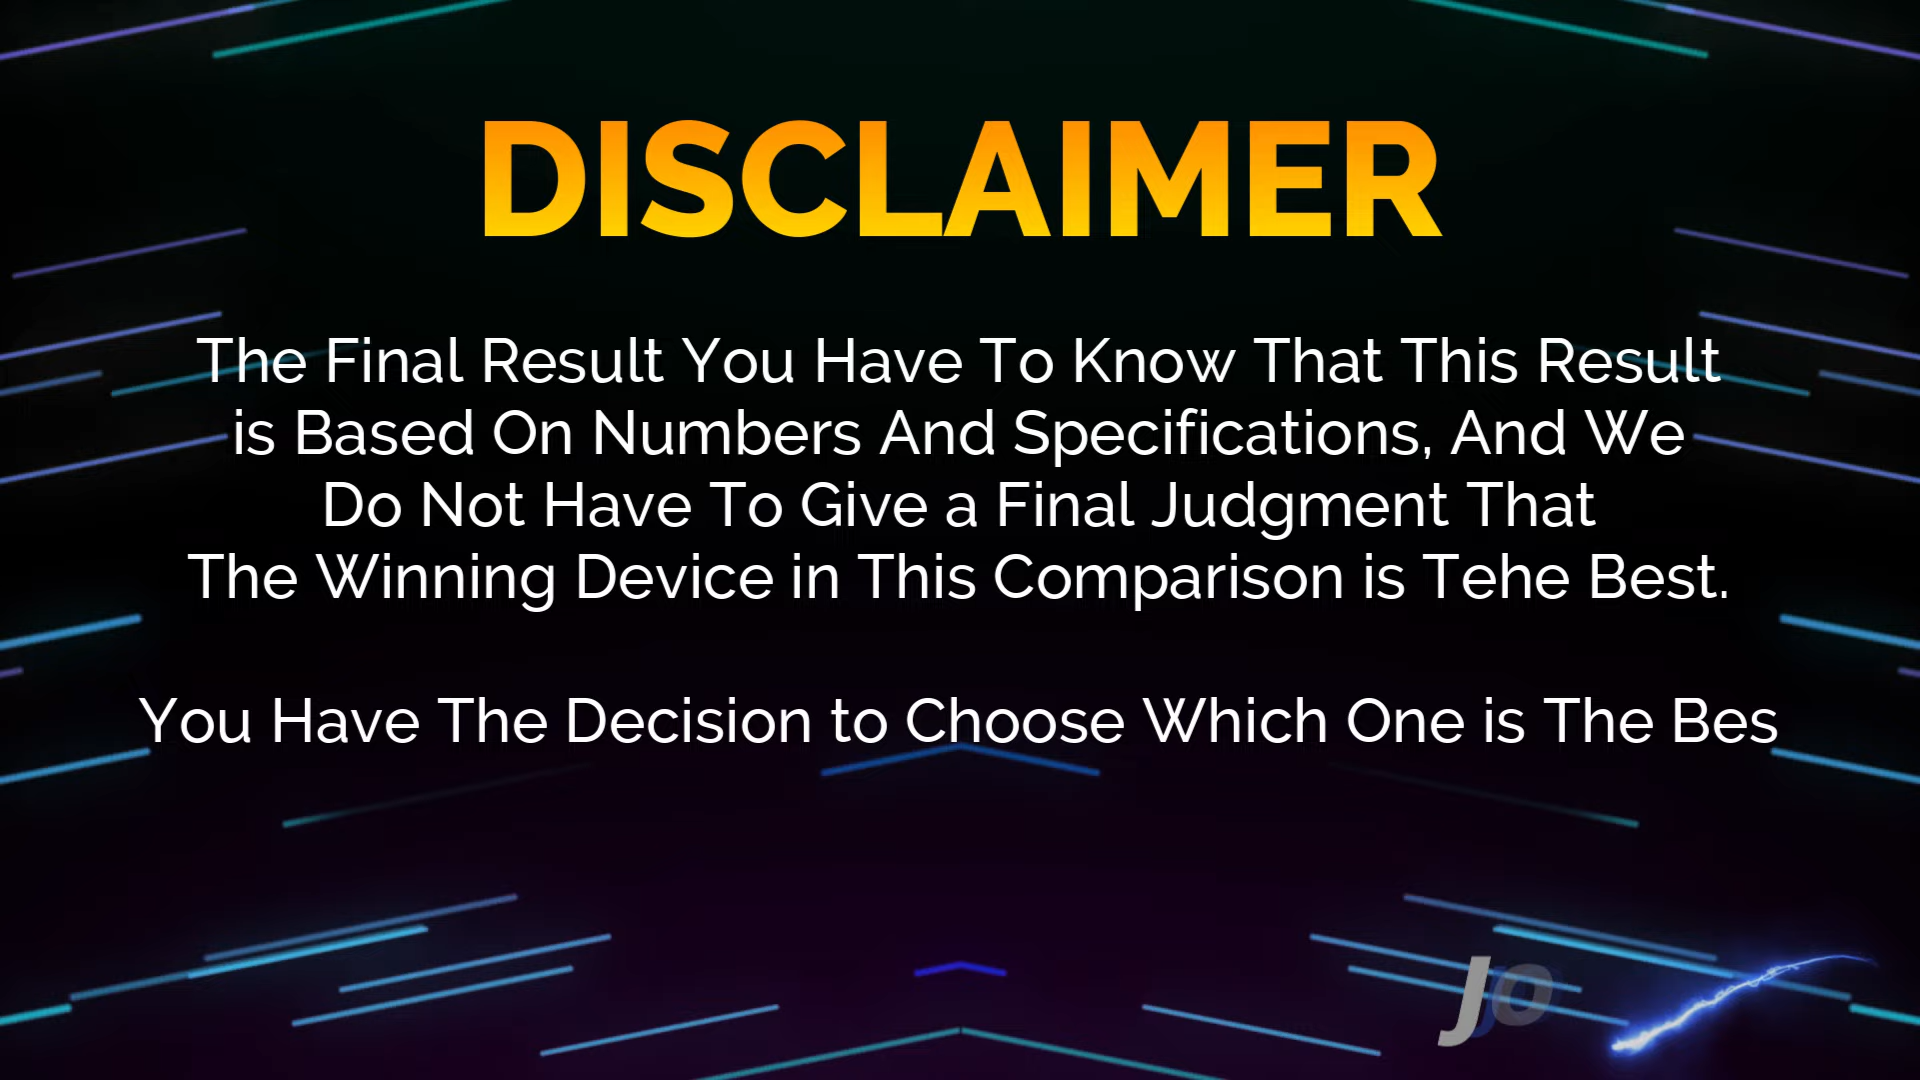 DISCLAIMER
The Final Result You Have To Know That This Result
is Based On Numbers And Specifications, And We
Do Not Have To Give a Final Judgment That
The Winning Device in This Comparison is Tehe Best.
You Have The Decision to Choose Which One is The Bes
Jo